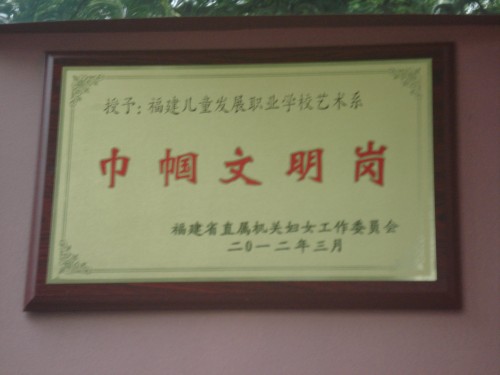 授予：福建儿童发展职业学校艺术系
巾帼文明岗
福建省直属机关妇女工作委员会
二0一二年三月